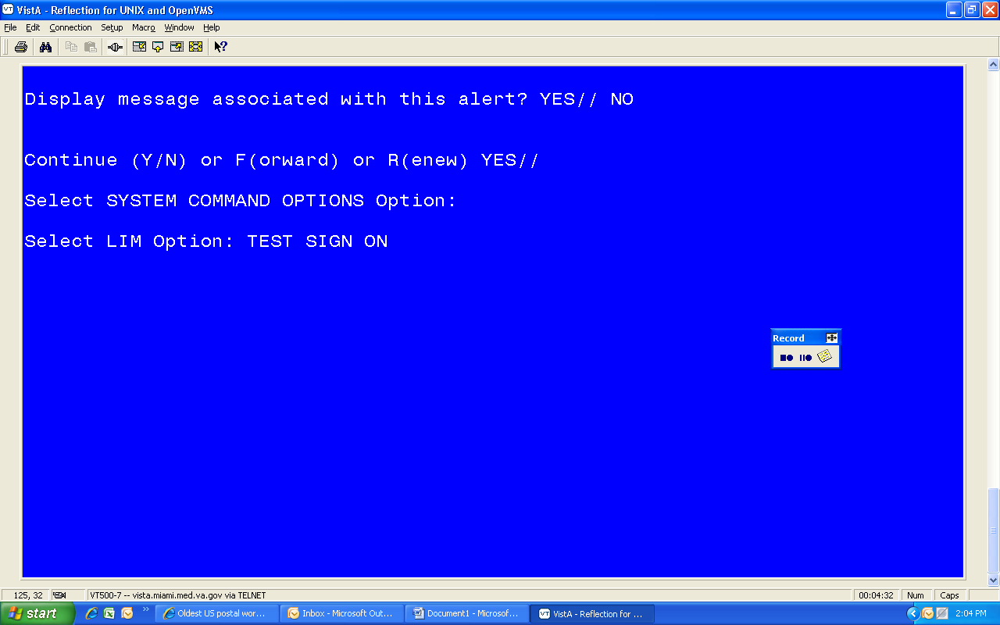 VT VistA - Reflection for UNIX and OpenVMS
File Edit Connection Setup Macro Window Help
Display message associated with this alert? YES// NO
Continue (Y/N) or F(orward) or R(enew) YES//
Select SYSTEM COMMAND OPTIONS Option:
Select LIM Option: TEST SIGN ON
Record
125, 32 VT500-7 -- vista.miami.med.va.gov via TELNET 00:04:32 Num Caps
start Oldest US postal wor... Inbox - Microsoft Out... Document1 - Microsof... VT VistA - Reflection for ... 2:04 PM